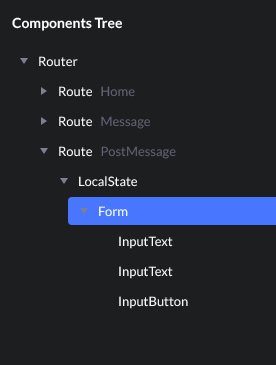 Components Tree
Router
Route Home
Route Message
Route PostMessage
LocalState
Form
InputText
InputText
InputButton